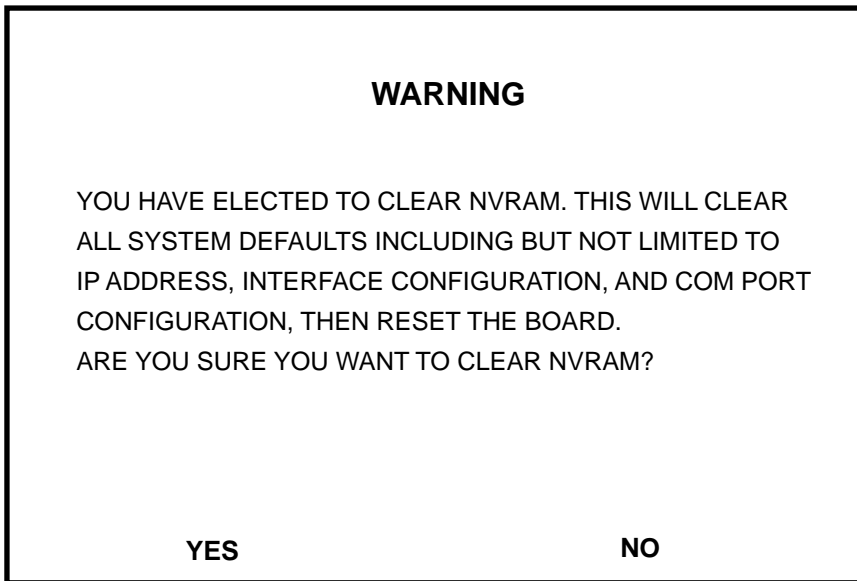 WARNING
YOU HAVE ELECTED TO CLEAR NVRAM. THIS WILL CLEAR
ALL SYSTEM DEFAULTS INCLUDING BUT NOT LIMITED TO
IP ADDRESS, INTERFACE CONFIGURATION, AND COM PORT
CONFIGURATION, THEN RESET THE BOARD.
ARE YOU SURE YOU WANT TO CLEAR NVRAM?
YES NO